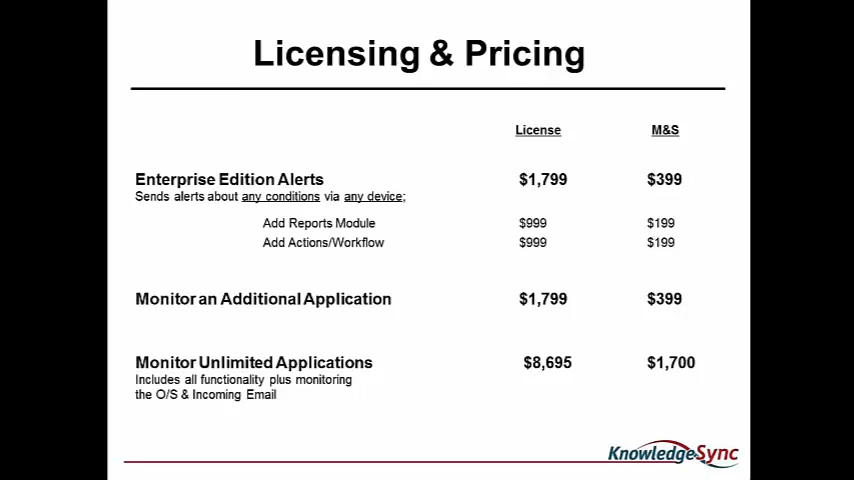 Licensing & Pricing
License M&S
Enterprise Edition Alerts $1,799 $399
Sends alerts about any conditions via any device;
Add Reports Module $999 $199
Add Actions/Workflow $999 $199
Monitor an Additional Application $1,799 $399
Monitor Unlimited Applications $8,695 $1,700
Includes all functionality plus monitoring
the O/S & Incoming Email
KnowledgeSync